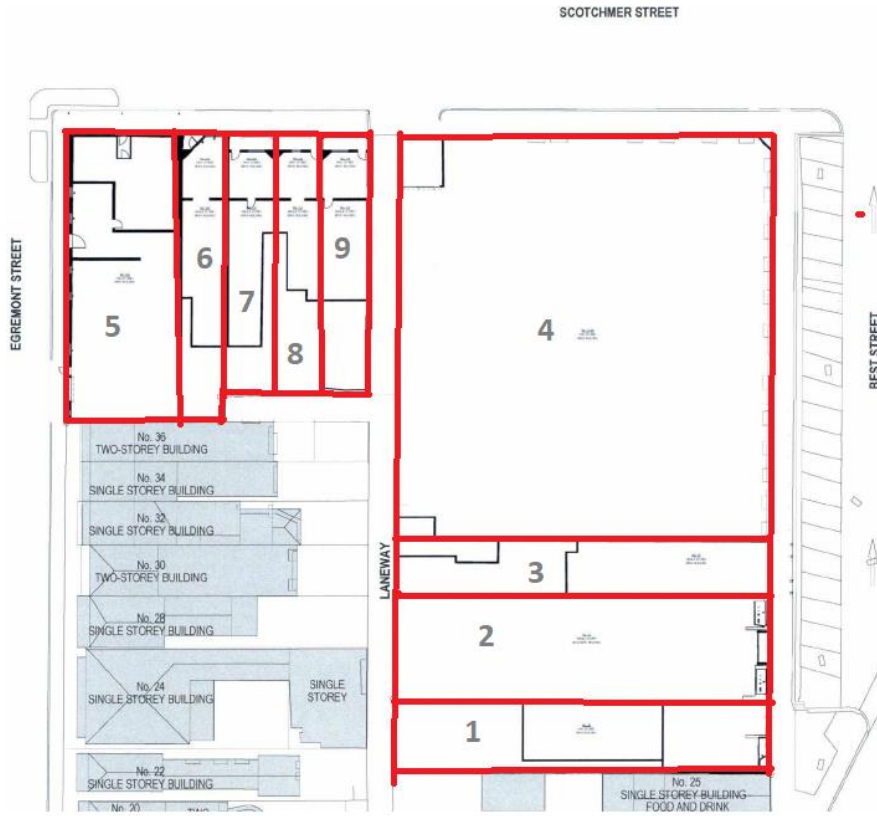 SCOTCHMER STREET
EGREMONT STREET
BEST STREET
LANEWAY
5
6
7
8
9
4
3
2
1
No. 36
TWO-STOREY BUILDING
No. 34
SINGLE STOREY BUILDING
No. 32
SINGLE STOREY BUILDING
No. 30
TWO-STOREY BUILDING
No. 28
SINGLE STOREY BUILDING
No. 24
SINGLE STOREY BUILDING
SINGLE
STOREY
No. 22
SINGLE STOREY BUILDING
No. 20
TWO
No. 25
SINGLE STOREY BUILDING
FOOD AND DRINK